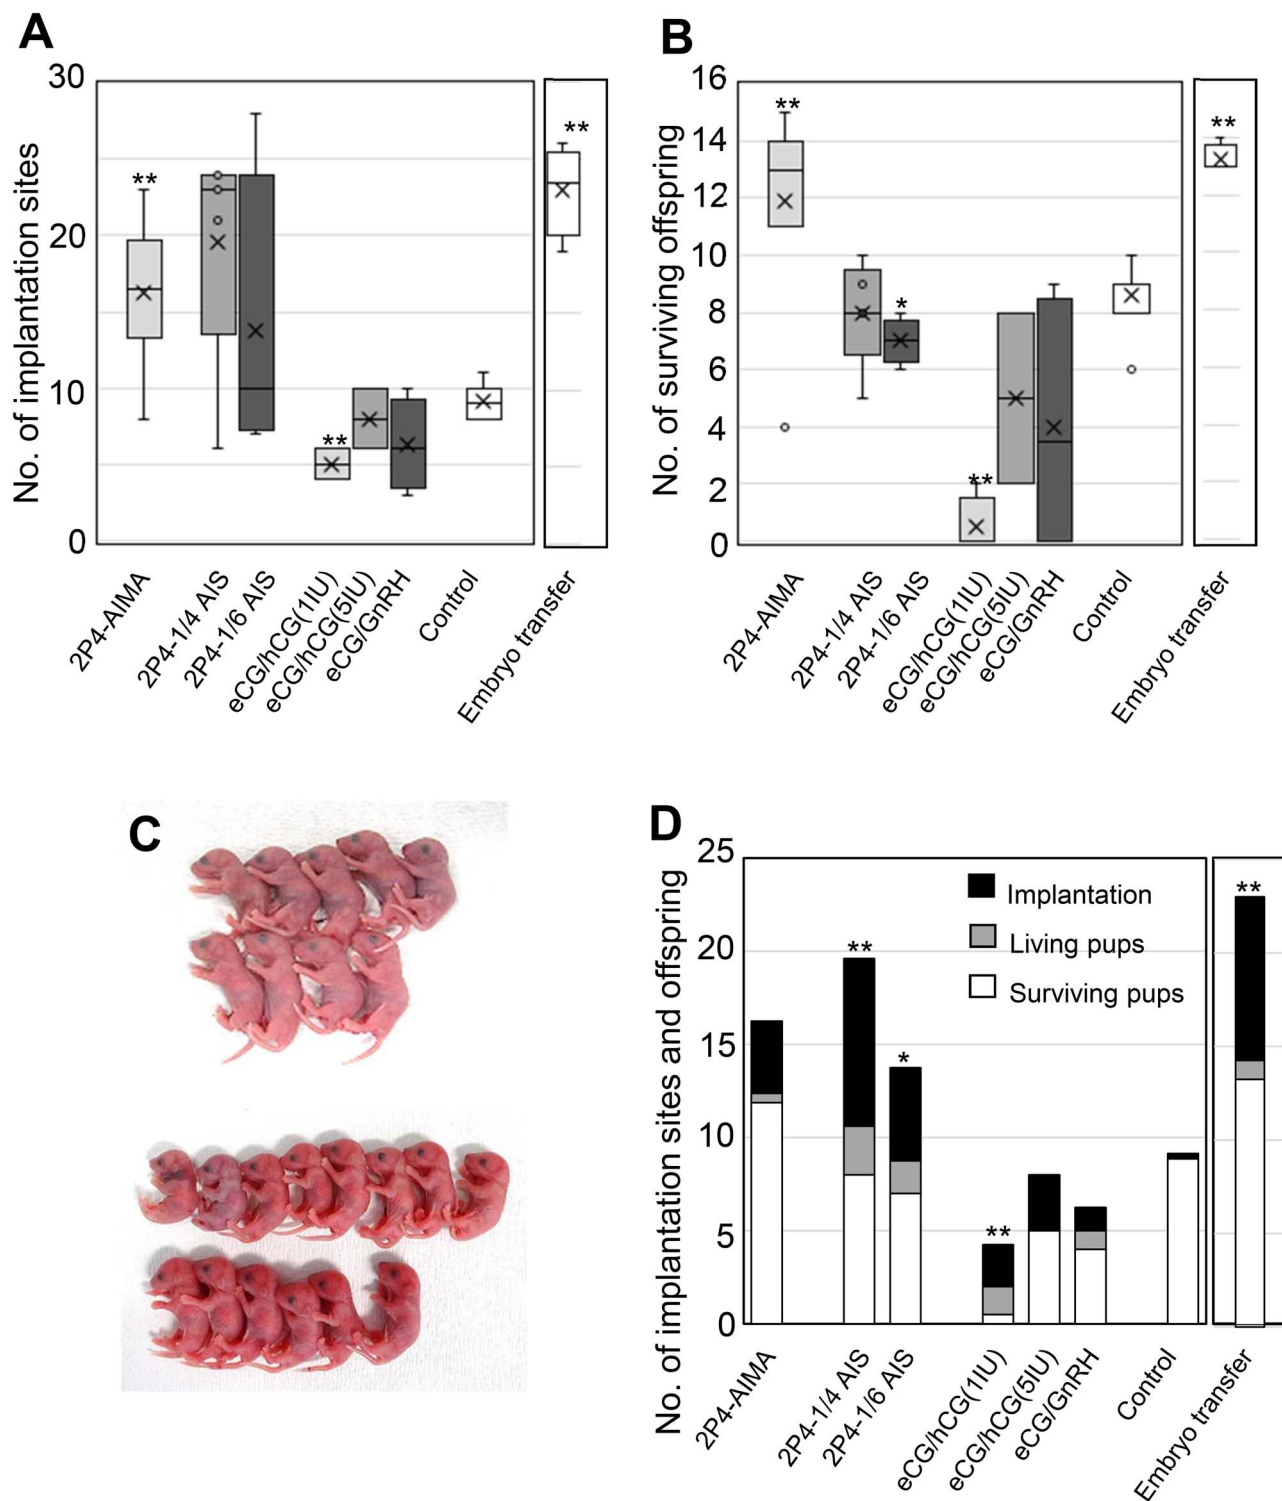 A
No. of implantation sites
30
20
10
0
**
**
**
2P4-AIMA
2P4-1/4 AIS
2P4-1/6 AIS
eCG/hCG(1IU)
eCG/hCG(5IU)
eCG/GnRH
Control
Embryo transfer
B
No. of surviving offspring
16
14
12
10
8
6
4
2
0
**
*
**
**
2P4-AIMA
2P4-1/4 AIS
2P4-1/6 AIS
eCG/hCG(1IU)
eCG/hCG(5IU)
eCG/GnRH
Control
Embryo transfer
C
D
No. of implantation sites and offspring
25
20
15
10
5
0
Implantation
Living pups
Surviving pups
**
*
**
**
2P4-AIMA
2P4-1/4 AIS
2P4-1/6 AIS
eCG/hCG(1IU)
eCG/hCG(5IU)
eCG/GnRH
Control
Embryo transfer